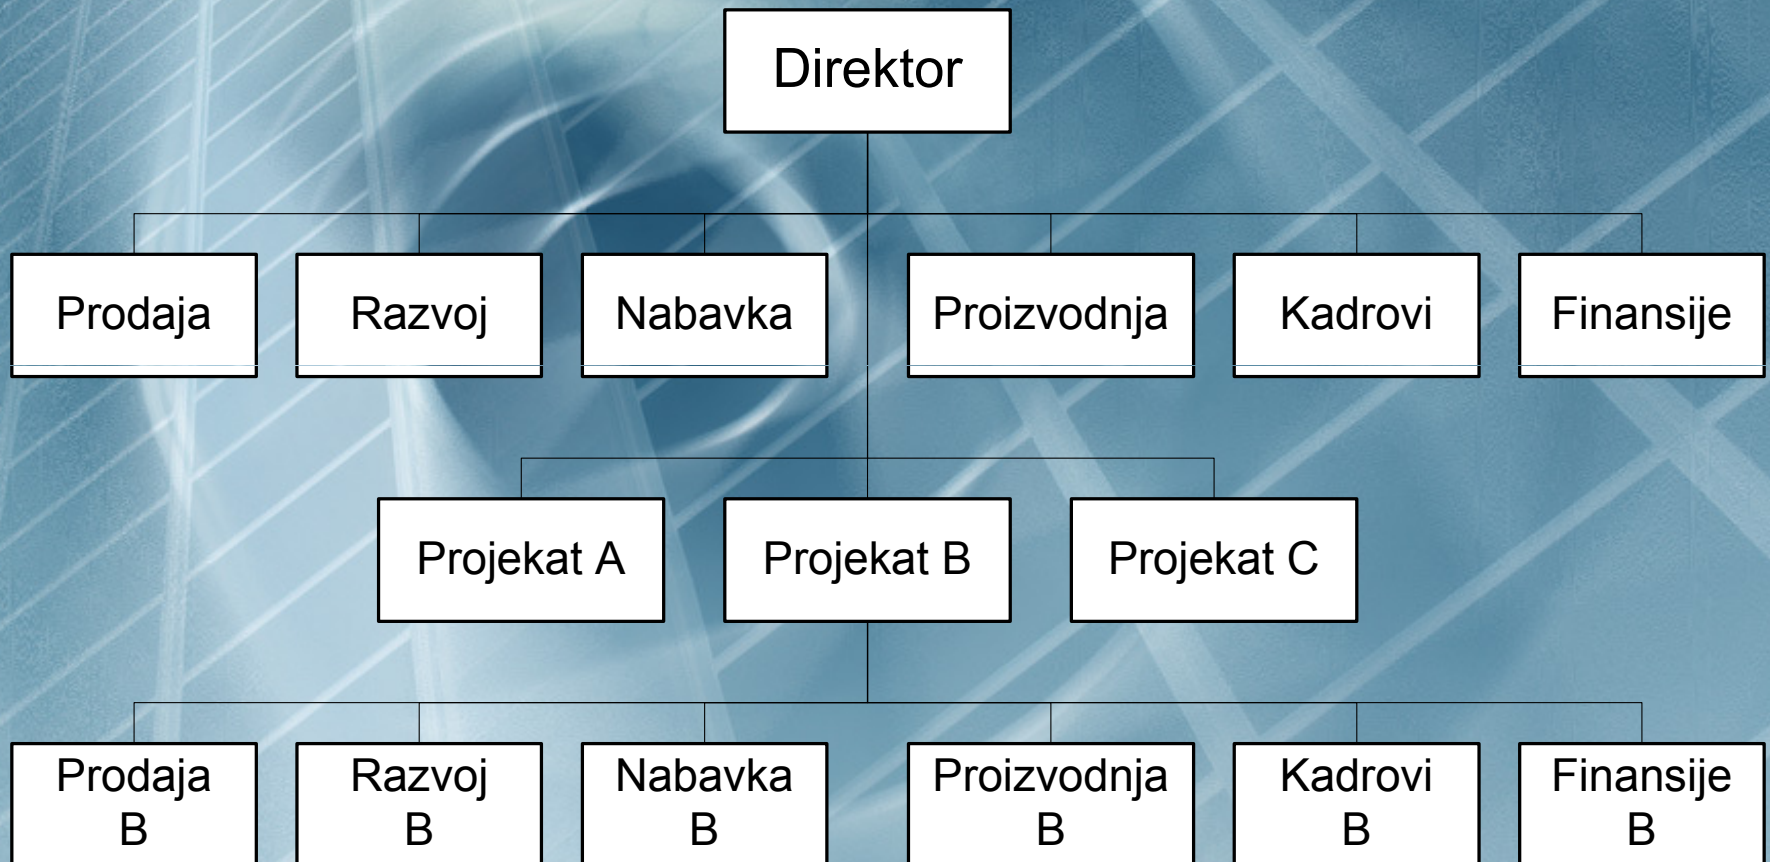 Direktor
Prodaja
Razvoj
Nabavka
Proizvodnja
Kadrovi
Finansije
Projekat A
Projekat B
Projekat C
Prodaja
B
Razvoj
B
Nabavka
B
Proizvodnja
B
Kadrovi
B
Finansije
B